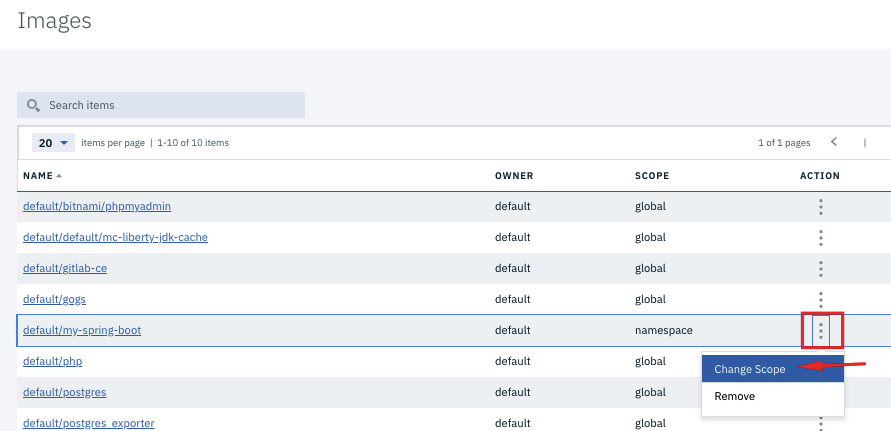 Images
Search items
20 items per page | 1-10 of 10 items 1 of 1 pages < |
NAME OWNER SCOPE ACTION
default/bitnami/phpmyadmin default global
default/default/mc-liberty-jdk-cache default global
default/gitlab-ce default global
default/gogs default global
default/my-spring-boot default namespace
default/php default global
Change Scope
default/postgres default global
Remove
default/postgres_exporter default global